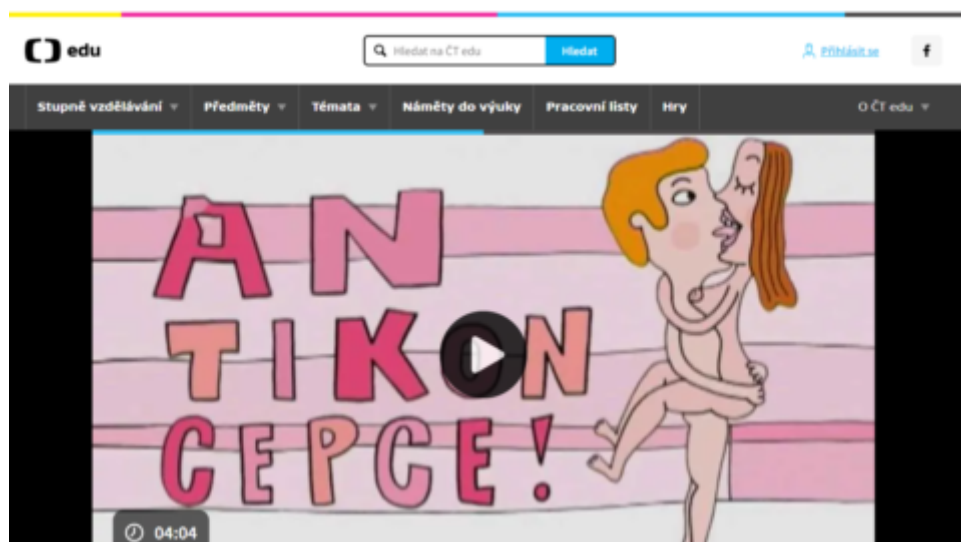 edu
Hledat na ČT edu
Hledat
Přihlásit se
f
Stupně vzdělávání Předměty Témata Náměty do výuky Pracovní listy Hry O ČT edu
AN
TIKON
CEPCE!
04:04